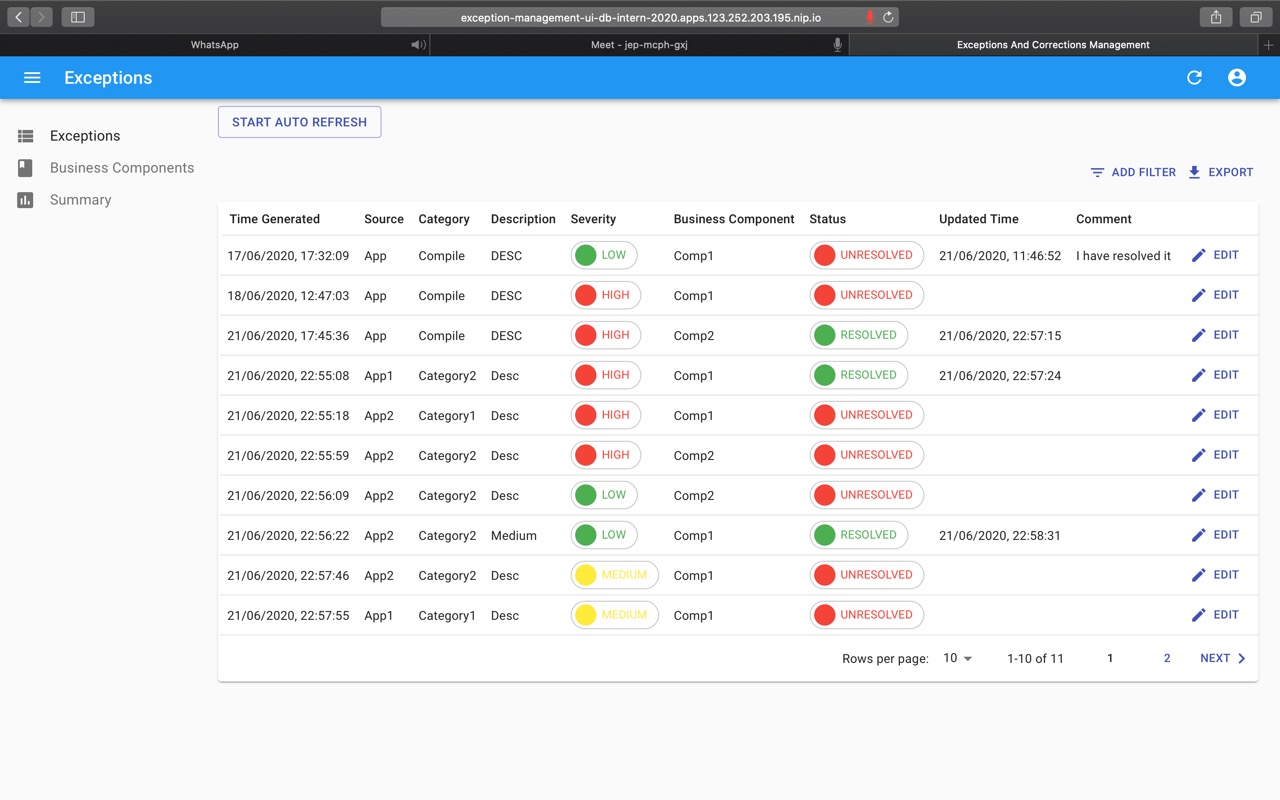 exception-management-ui-db-intern-2020.apps.123.252.203.195.nip.io
WhatsApp Meet - jep-mcph-gxj Exceptions And Corrections Management
Exceptions
Exceptions
Business Components
Summary
START AUTO REFRESH
ADD FILTER EXPORT
Time Generated Source Category Description Severity Business Component Status Updated Time Comment
17/06/2020, 17:32:09 App Compile DESC LOW Comp1 UNRESOLVED 21/06/2020, 11:46:52 I have resolved it EDIT
18/06/2020, 12:47:03 App Compile DESC HIGH Comp1 UNRESOLVED EDIT
21/06/2020, 17:45:36 App Compile DESC HIGH Comp2 RESOLVED 21/06/2020, 22:57:15 EDIT
21/06/2020, 22:55:08 App1 Category2 Desc HIGH Comp1 RESOLVED 21/06/2020, 22:57:24 EDIT
21/06/2020, 22:55:18 App2 Category1 Desc HIGH Comp1 UNRESOLVED EDIT
21/06/2020, 22:55:59 App2 Category2 Desc HIGH Comp2 UNRESOLVED EDIT
21/06/2020, 22:56:09 App2 Category2 Desc LOW Comp2 UNRESOLVED EDIT
21/06/2020, 22:56:22 App2 Category2 Medium LOW Comp1 RESOLVED 21/06/2020, 22:58:31 EDIT
21/06/2020, 22:57:46 App2 Category2 Desc MEDIUM Comp1 UNRESOLVED EDIT
21/06/2020, 22:57:55 App1 Category1 Desc MEDIUM Comp1 UNRESOLVED EDIT
Rows per page: 10 1-10 of 11 1 2 NEXT